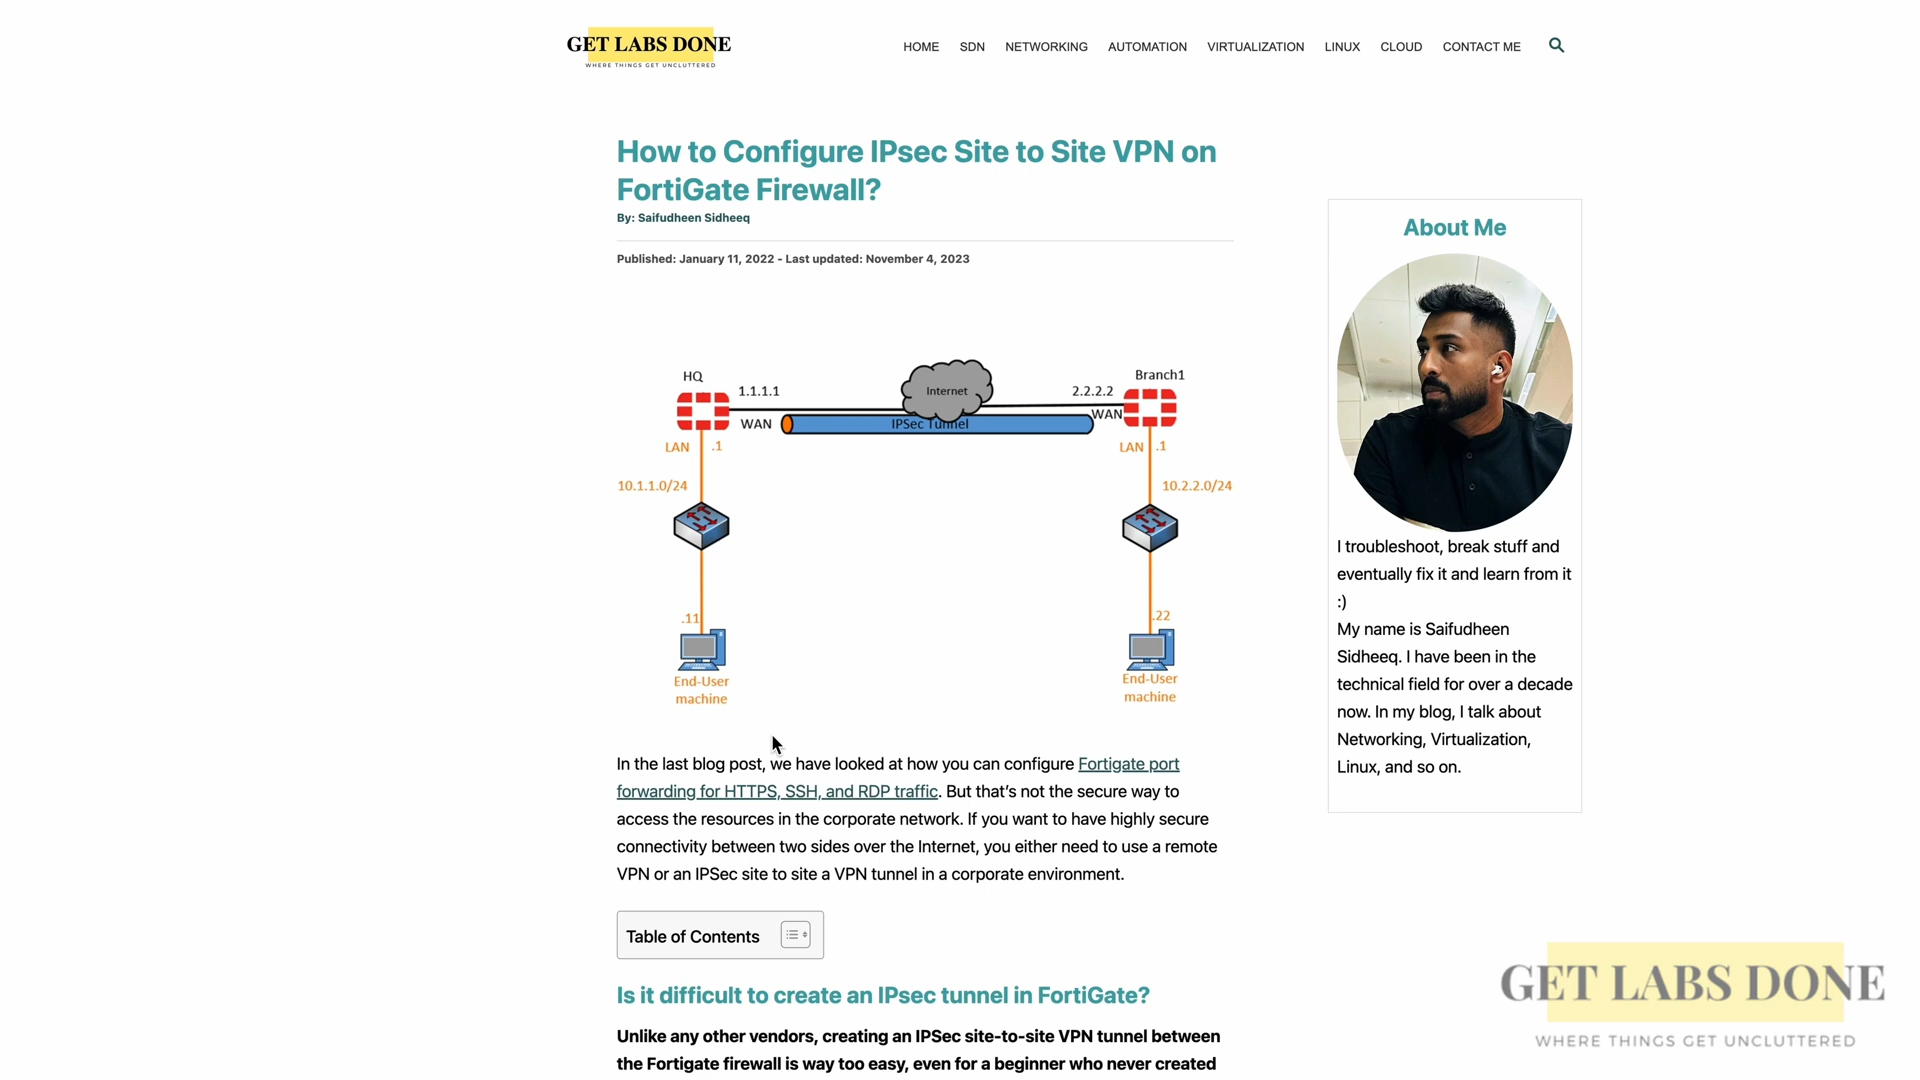 GET LABS DONE
WHERE THINGS GET UNCLUTTERED
HOME SDN NETWORKING AUTOMATION VIRTUALIZATION LINUX CLOUD CONTACT ME
How to Configure IPsec Site to Site VPN on
FortiGate Firewall?
By: Saifudheen Sidheeq
Published: January 11, 2022 - Last updated: November 4, 2023
HQ
1.1.1.1
WAN
Internet
IPSec Tunnel
2.2.2.2
WAN
Branch1
LAN .1
10.1.1.0/24
LAN .1
10.2.2.0/24
.11
End-User
machine
.22
End-User
machine
In the last blog post, we have looked at how you can configure Fortigate port
forwarding for HTTPS, SSH, and RDP traffic. But that’s not the secure way to
access the resources in the corporate network. If you want to have highly secure
connectivity between two sides over the Internet, you either need to use a remote
VPN or an IPSec site to site a VPN tunnel in a corporate environment.
Table of Contents
Is it difficult to create an IPsec tunnel in FortiGate?
Unlike any other vendors, creating an IPSec site-to-site VPN tunnel between
the Fortigate firewall is way too easy, even for a beginner who never created
About Me
I troubleshoot, break stuff and
eventually fix it and learn from it
:)
My name is Saifudheen
Sidheeq. I have been in the
technical field for over a decade
now. In my blog, I talk about
Networking, Virtualization,
Linux, and so on.
GET LABS DONE
WHERE THINGS GET UNCLUTTERED